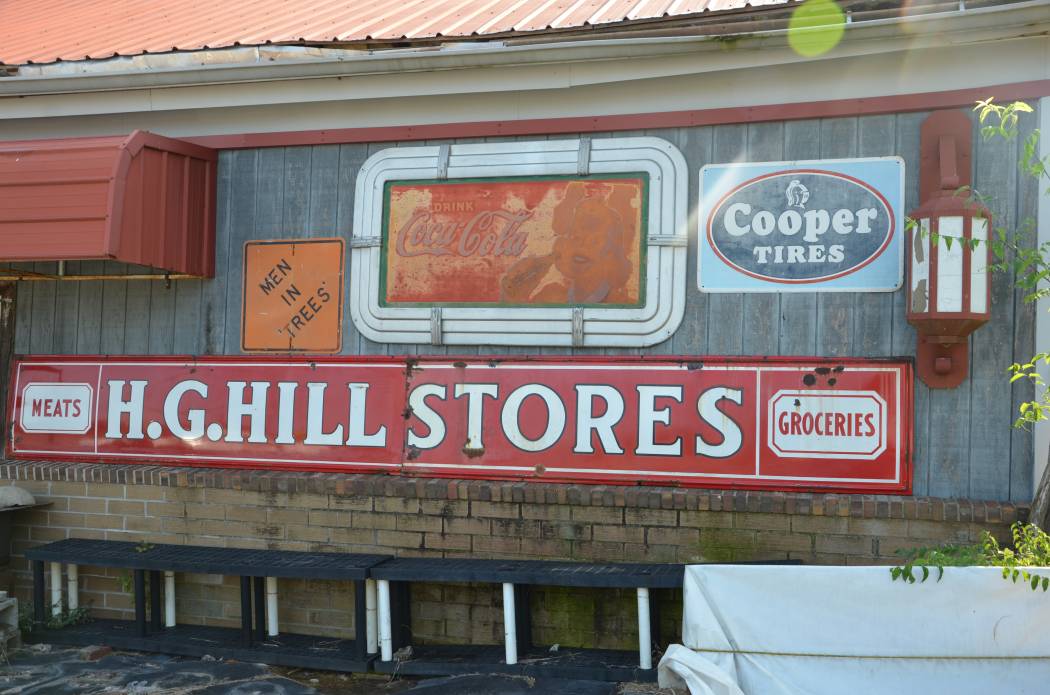 DRINK
Coca-Cola
Cooper
TIRES
MEN
IN
TREES
MEATS
H.G.HILL STORES
GROCERIES